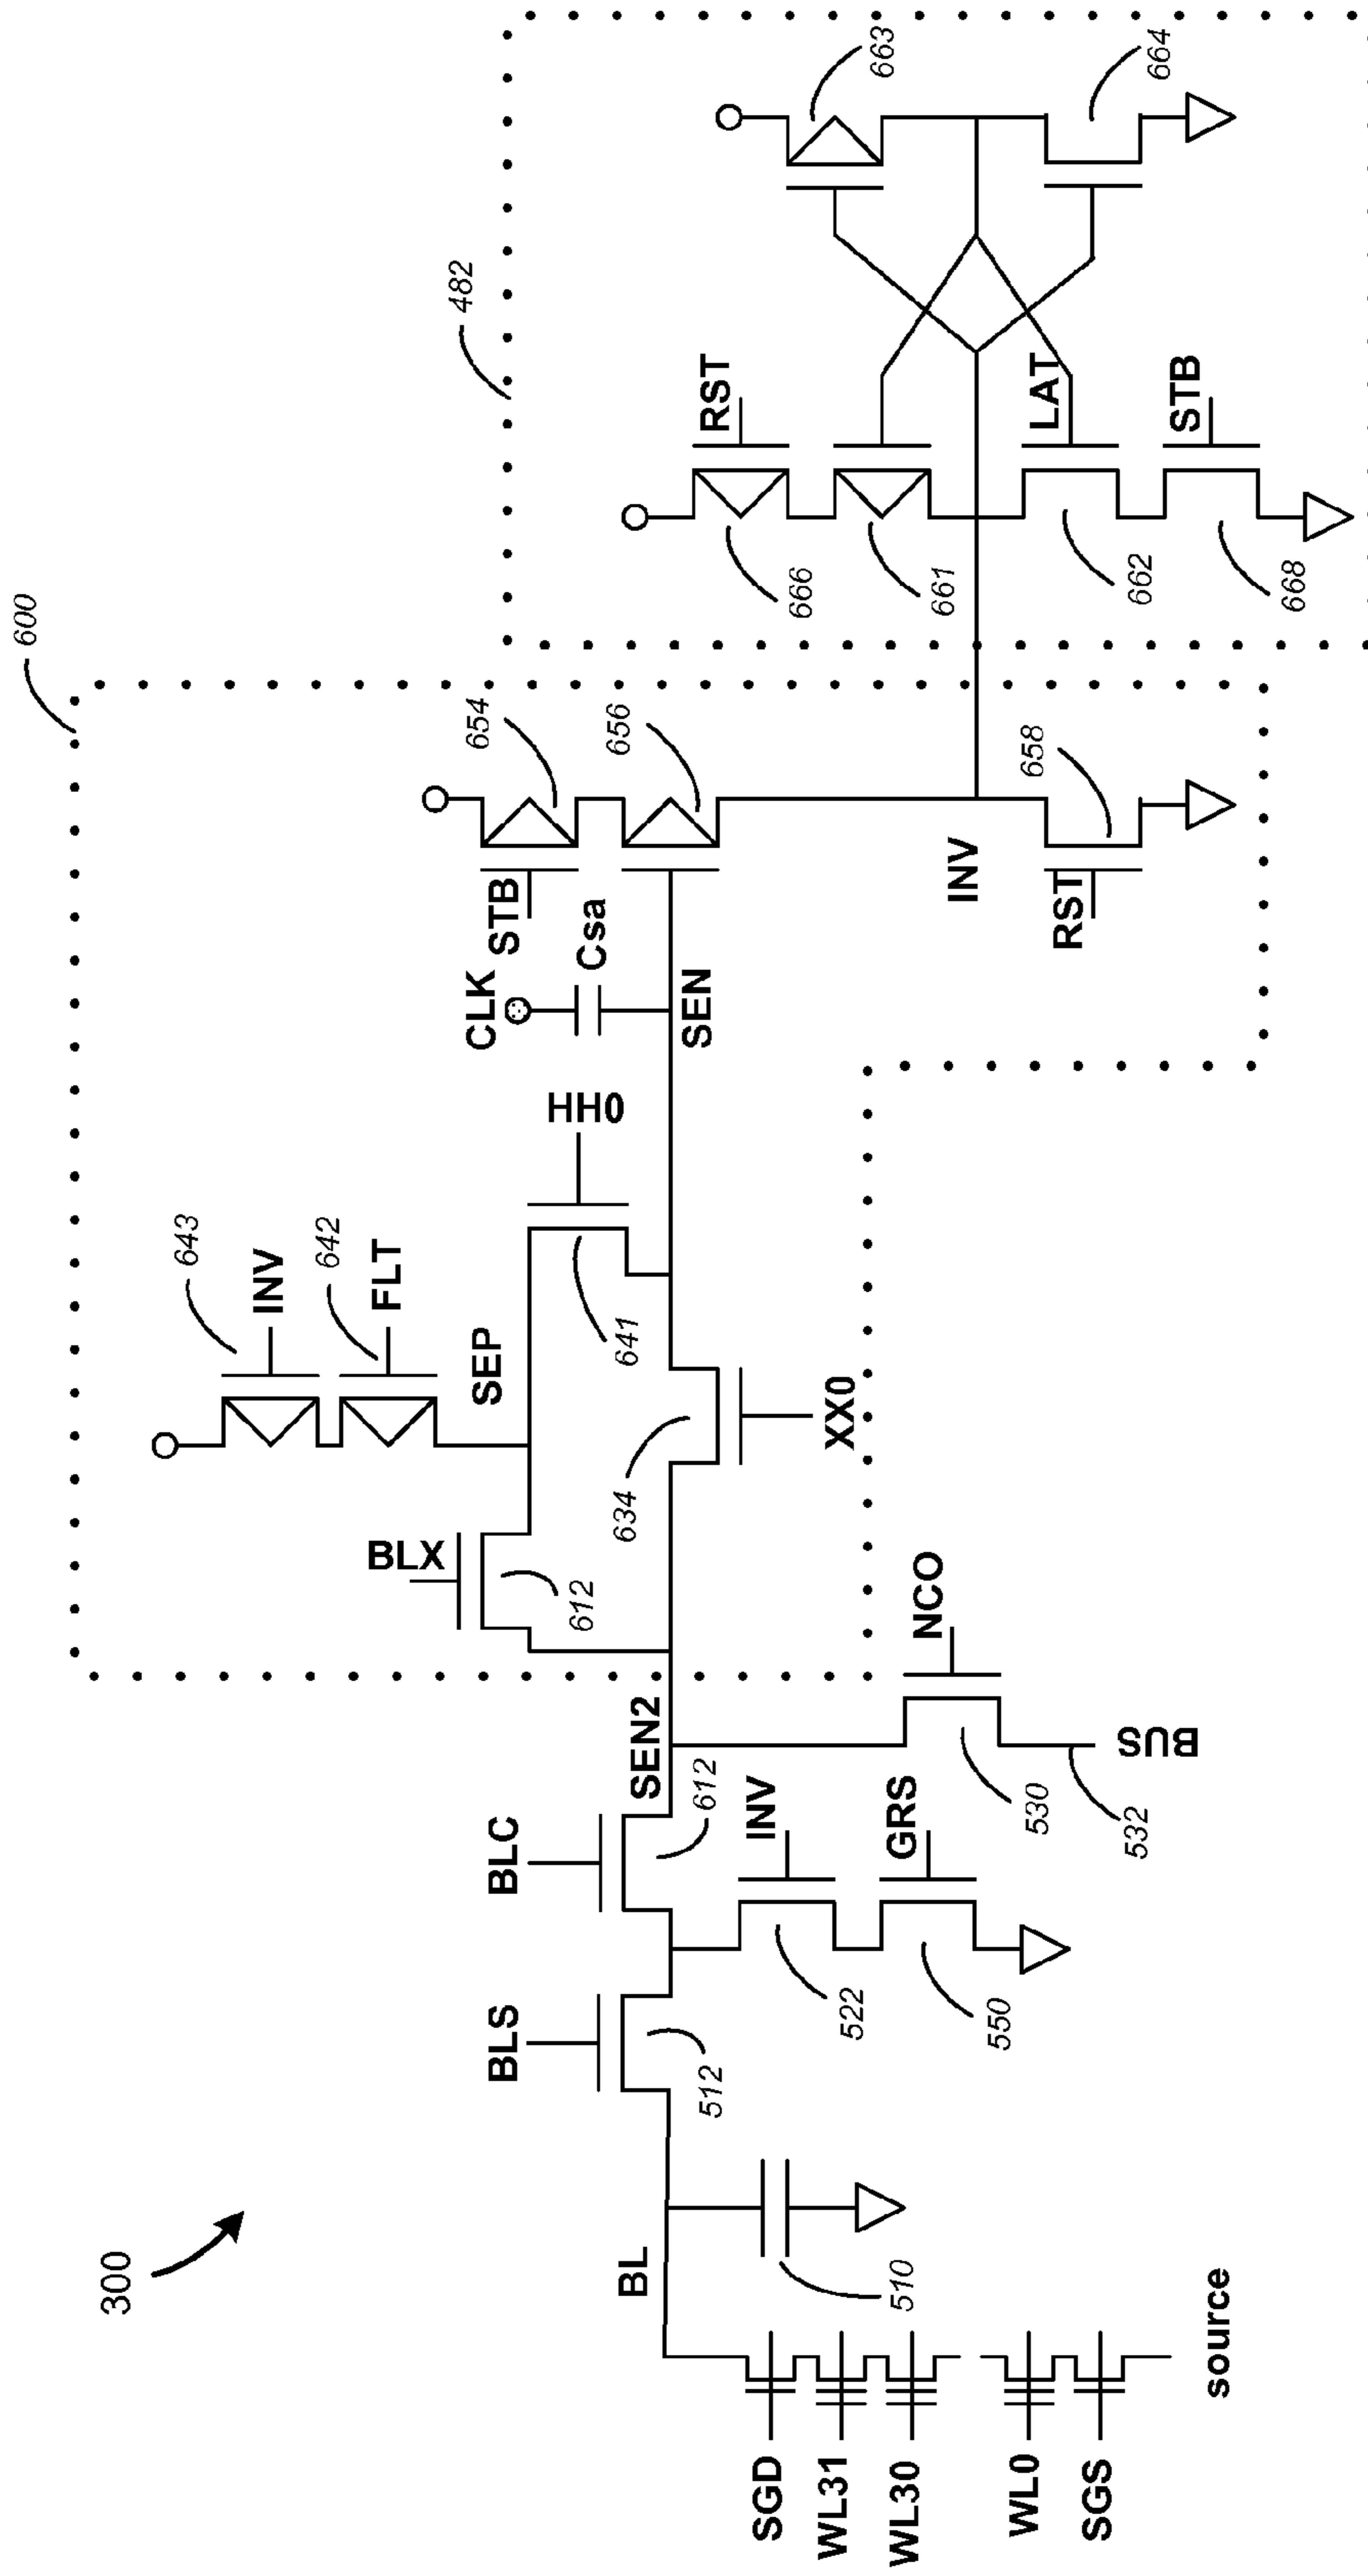 300
600
482
643
INV
642
FLT
BLX
612
SEP
HH0
641
634
XX0
CLK
Csa
STB
654
656
SEN
INV
RST
658
RST
666
661
LAT
662
STB
668
663
664
BLS
512
BLC
612
SEN2
INV
522
GRS
550
NCO
530
532
BUS
BL
510
SGD
WL31
WL30
WL0
SGS
source